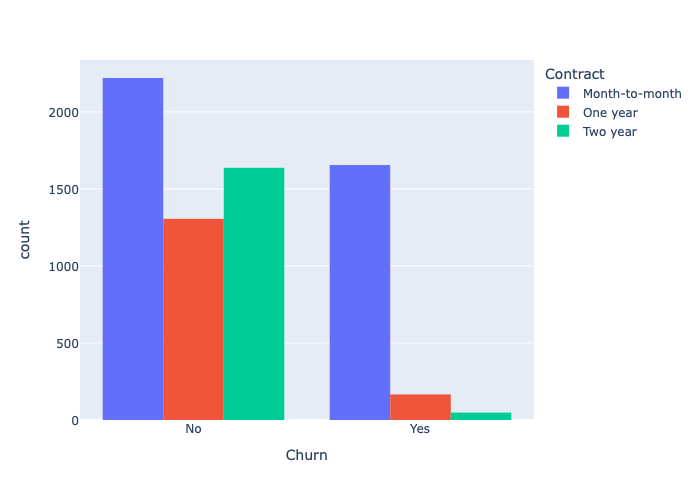 Contract
Month-to-month
One year
Two year
2000
1500
1000
500
0
count
No
Yes
Churn